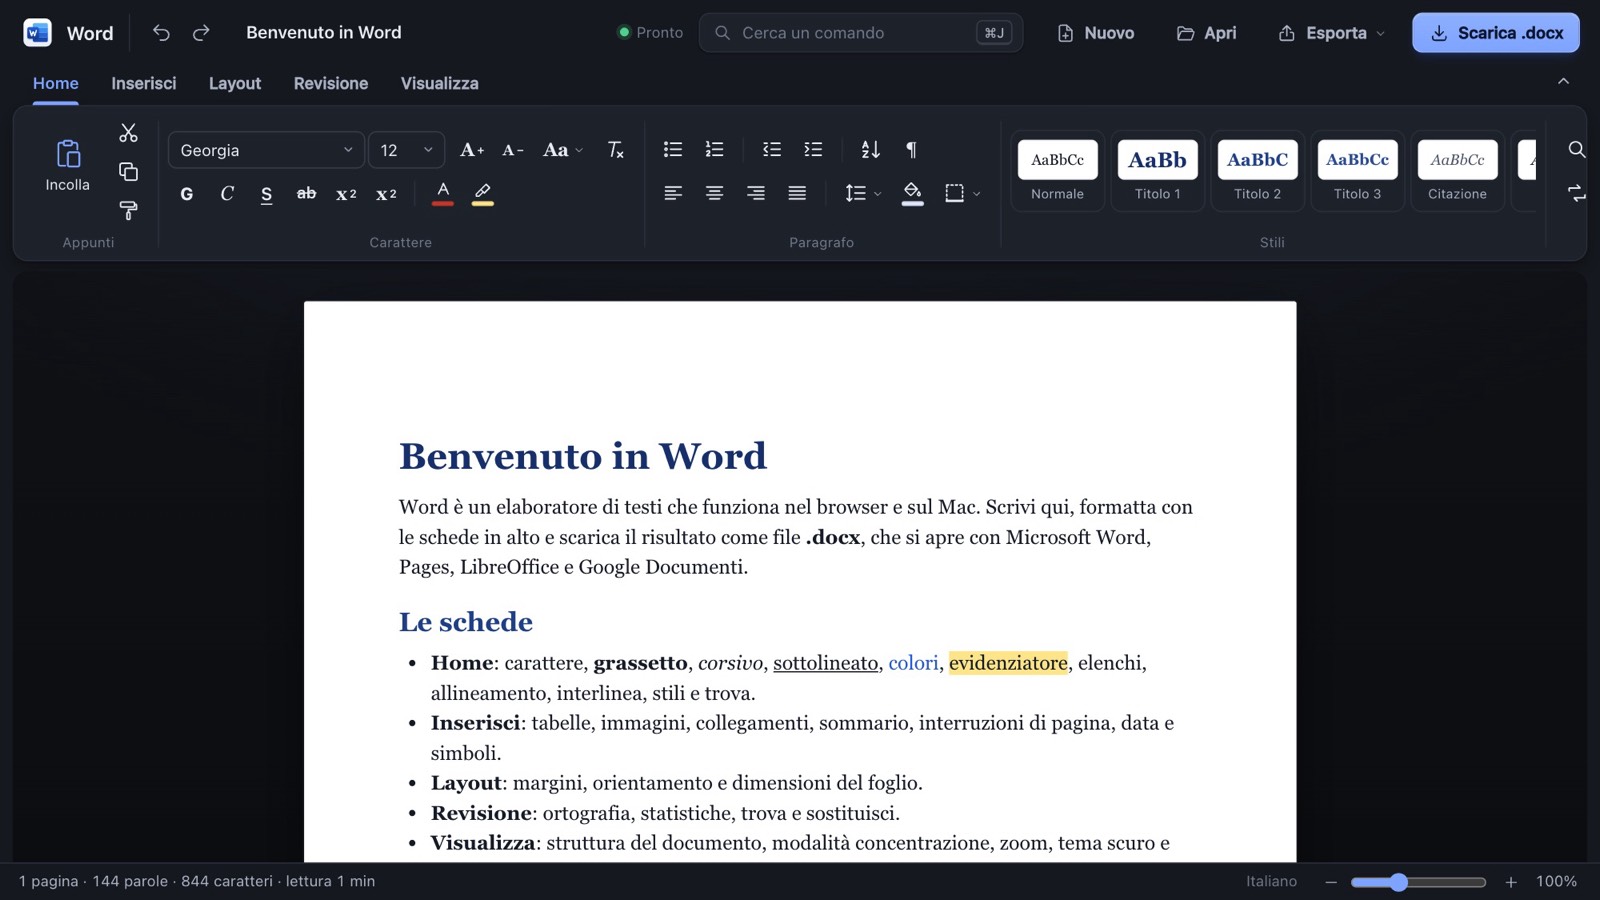 Word
Benvenuto in Word
Pronto
Cerca un comando
⌘J
Nuovo
Apri
Esporta
Scarica .docx
Home
Inserisci
Layout
Revisione
Visualizza
Incolla
Appunti
Georgia
12
A+
A−
Aa
G
C
S
ab
x2
x2
A
Carattere
Paragrafo
AaBbCc
Normale
AaBb
Titolo 1
AaBbC
Titolo 2
AaBbCc
Titolo 3
AaBbCc
Citazione
Stili
Benvenuto in Word
Word è un elaboratore di testi che funziona nel browser e sul Mac. Scrivi qui, formatta con
le schede in alto e scarica il risultato come file .docx, che si apre con Microsoft Word,
Pages, LibreOffice e Google Documenti.
Le schede
• Home: carattere, grassetto, corsivo, sottolineato, colori, evidenziatore, elenchi,
allineamento, interlinea, stili e trova.
• Inserisci: tabelle, immagini, collegamenti, sommario, interruzioni di pagina, data e
simboli.
• Layout: margini, orientamento e dimensioni del foglio.
• Revisione: ortografia, statistiche, trova e sostituisci.
• Visualizza: struttura del documento, modalità concentrazione, zoom, tema scuro e
1 pagina · 144 parole · 844 caratteri · lettura 1 min
Italiano
100%